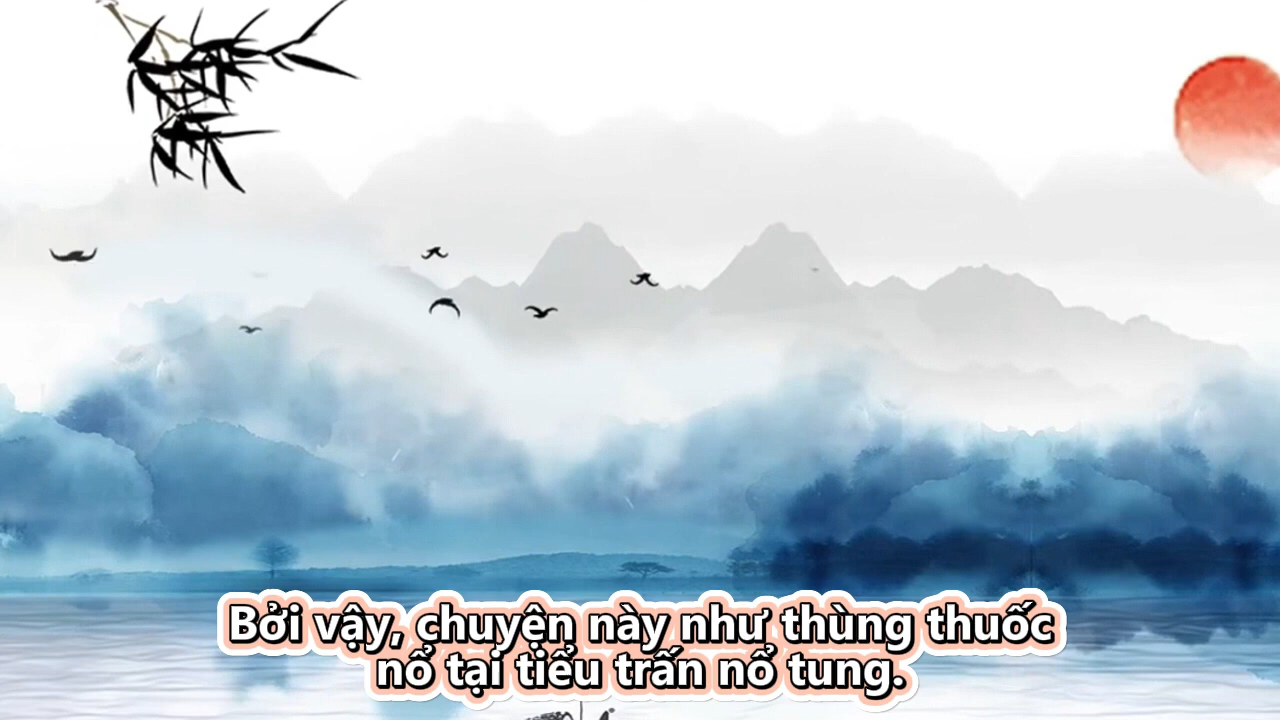 Bởi vậy, chuyện này như thùng thuốc
nổ tại tiểu trấn nổ tung.